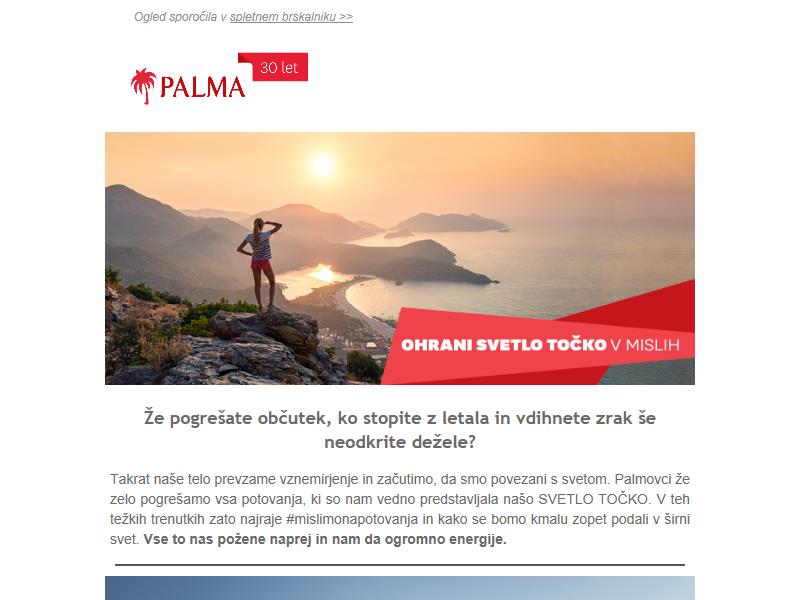 Ogled sporočila v spletnem brskalniku >>
30 let
PALMA
OHRANI SVETLO TOČKO V MISLIH
Že pogrešate občutek, ko stopite z letala in vdihnete zrak še
neodkrite dežele?
Takrat naše telo prevzame vznemirjenje in začutimo, da smo povezani s svetom. Palmovci že
zelo pogrešamo vsa potovanja, ki so nam vedno predstavljala našo SVETLO TOČKO. V teh
težkih trenutkih zato najraje #mislimonapotovanja in kako se bomo kmalu zopet podali v širni
svet. Vse to nas požene naprej in nam da ogromno energije.